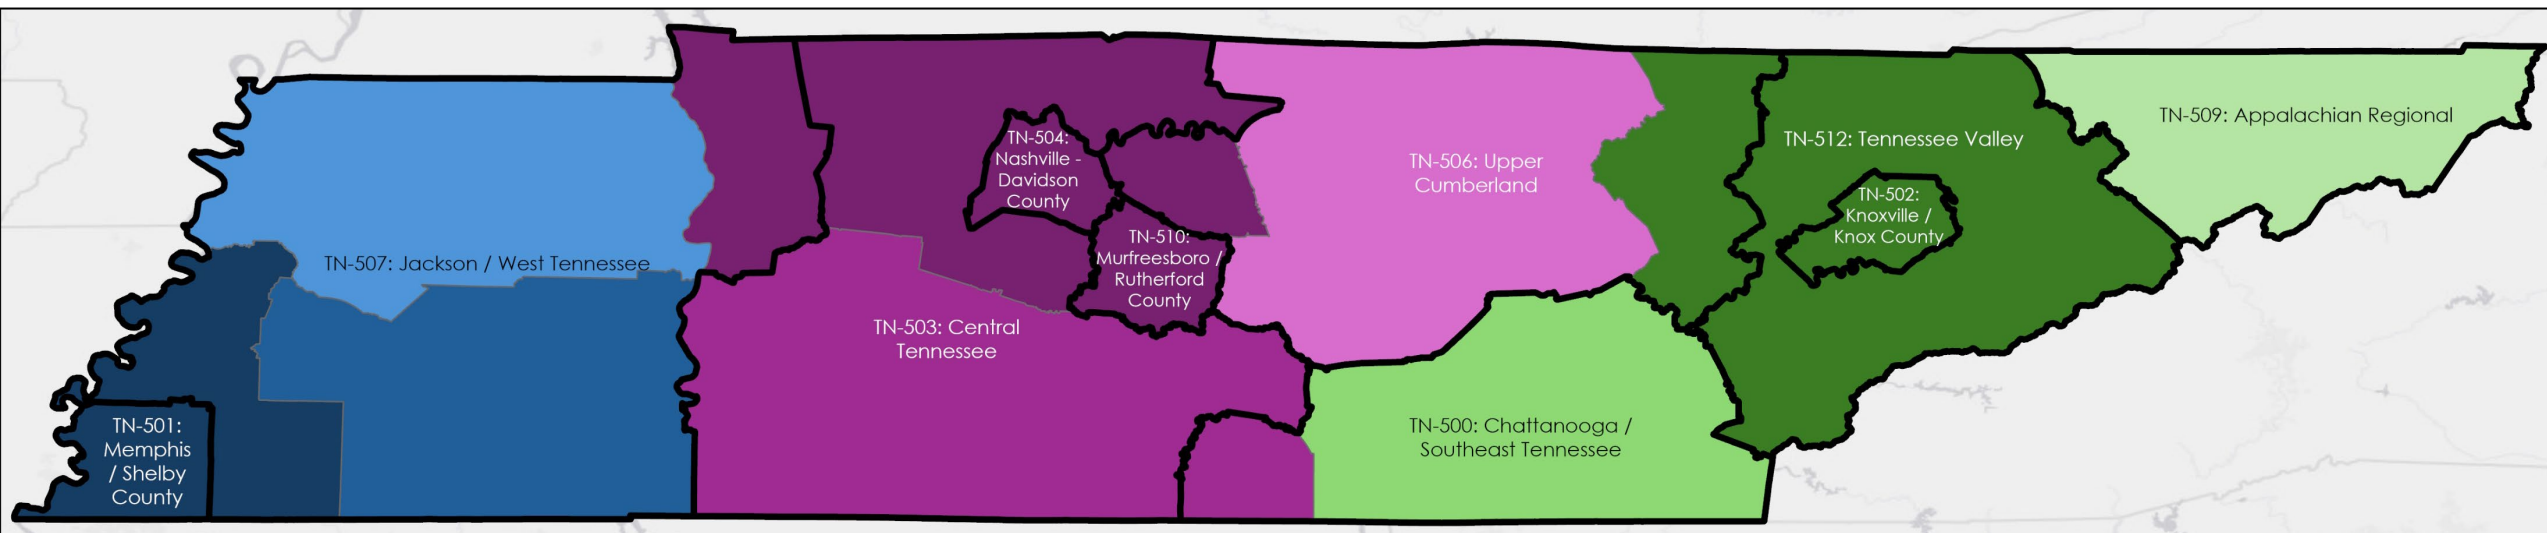 TN-509: Appalachian Regional
TN-504:
Nashville -
Davidson
County
TN-512: Tennessee Valley
TN-506: Upper
Cumberland
TN-502:
Knoxville /
Knox County
TN-510:
Murfreesboro /
Rutherford
County
TN-507: Jackson / West Tennessee
TN-503: Central
Tennessee
TN-501:
Memphis
/ Shelby
County
TN-500: Chattanooga /
Southeast Tennessee